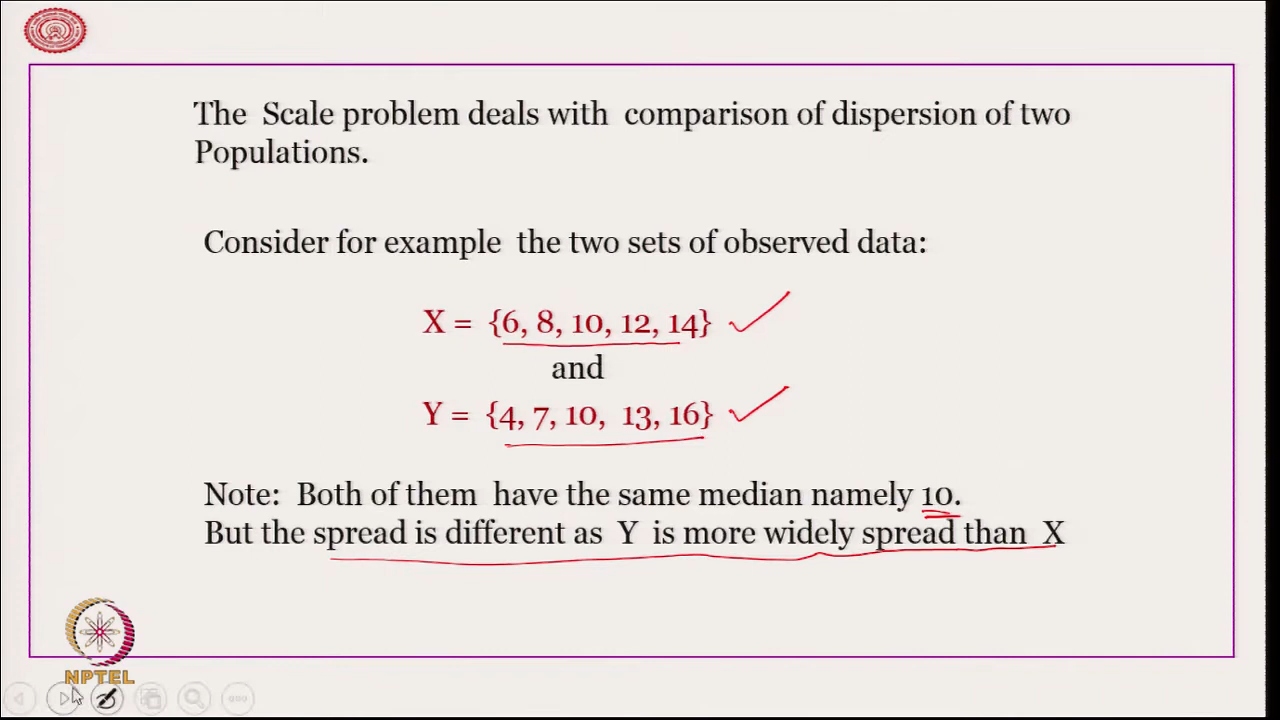 The Scale problem deals with comparison of dispersion of two
Populations.
Consider for example the two sets of observed data:
X = {6, 8, 10, 12, 14}
and
Y = {4, 7, 10, 13, 16}
Note: Both of them have the same median namely 10.
But the spread is different as Y is more widely spread than X
NPTEL